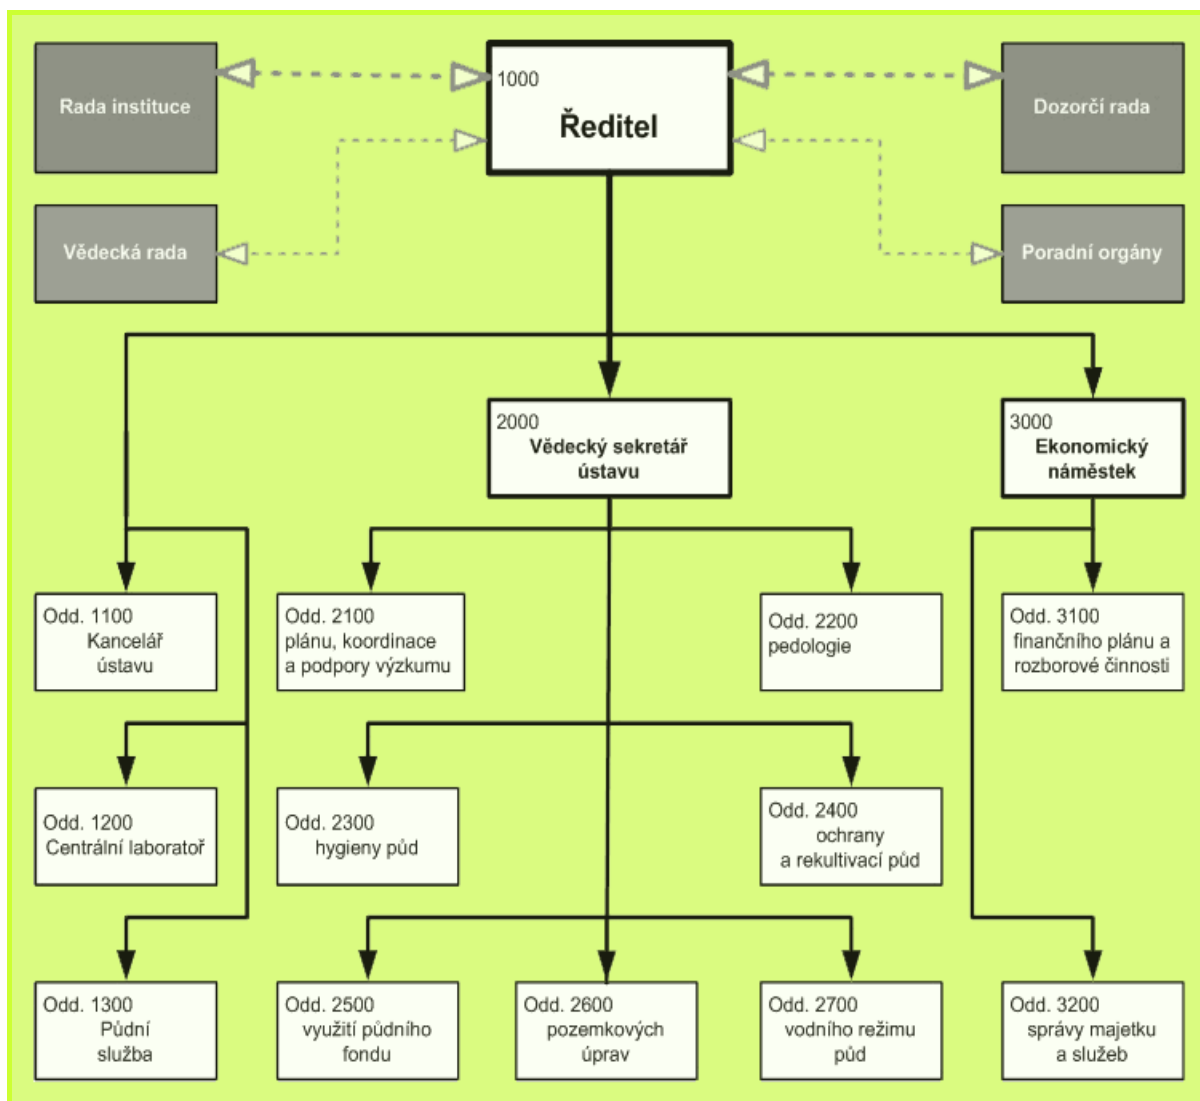 Rada instituce
1000
Ředitel
Dozorčí rada
Vědecká rada
Poradní orgány
2000
Vědecký sekretář
ústavu
3000
Ekonomický
náměstek
Odd. 1100
Kancelář
ústavu
Odd. 2100
plánu, koordinace
a podpory výzkumu
Odd. 2200
pedologie
Odd. 3100
finančního plánu a
rozborové činnosti
Odd. 1200
Centrální laboratoř
Odd. 2300
hygieny půd
Odd. 2400
ochrany
a rekultivací půd
Odd. 1300
Půdní
služba
Odd. 2500
využití půdního
fondu
Odd. 2600
pozemkových
úprav
Odd. 2700
vodního režimu
půd
Odd. 3200
správy majetku
a služeb